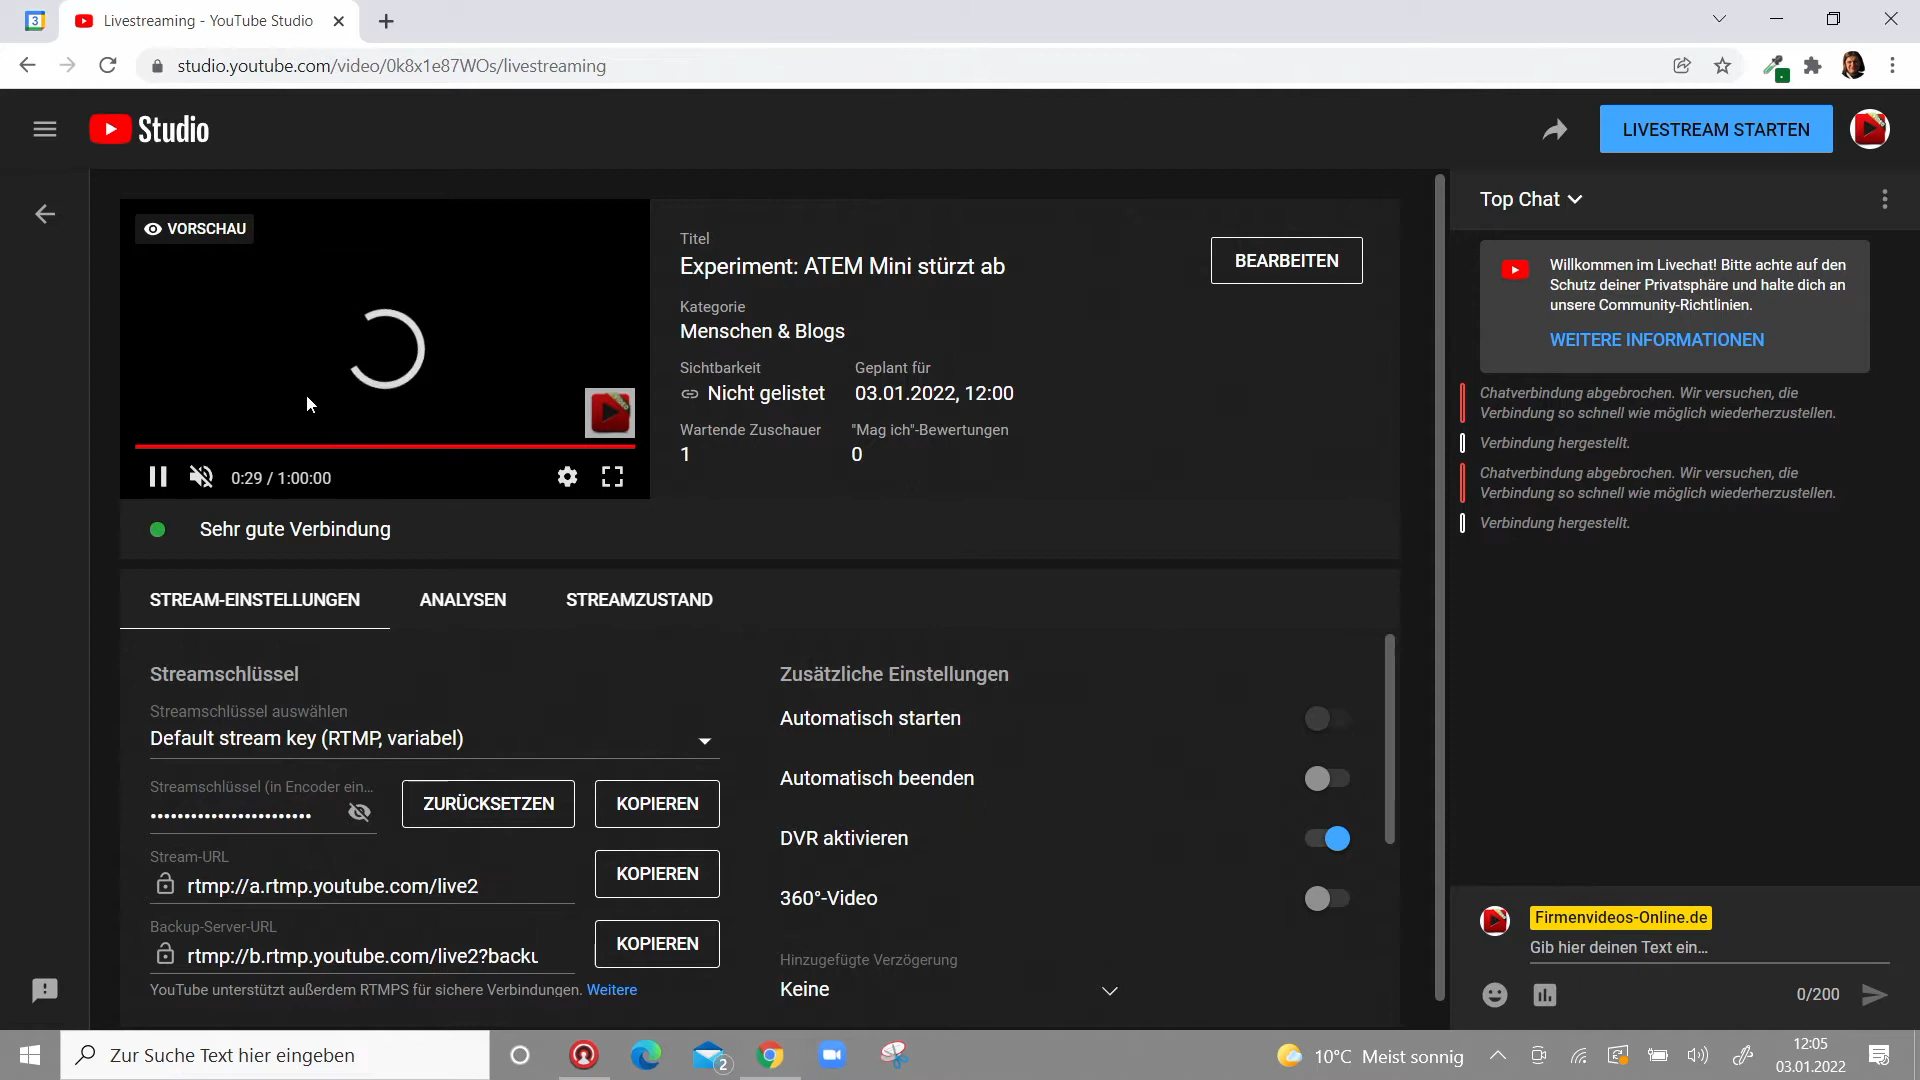 3
Livestreaming - YouTube Studio
studio.youtube.com/video/0k8x1e87WOs/livestreaming
Studio
LIVESTREAM STARTEN
VORSCHAU
0:29 / 1:00:00
Titel
Experiment: ATEM Mini stürzt ab
BEARBEITEN
Kategorie
Menschen & Blogs
Sichtbarkeit
Nicht gelistet
Geplant für
03.01.2022, 12:00
Wartende Zuschauer
1
"Mag ich"-Bewertungen
0
Sehr gute Verbindung
STREAM-EINSTELLUNGEN
ANALYSEN
STREAMZUSTAND
Streamschlüssel
Streamschlüssel auswählen
Default stream key (RTMP, variabel)
Streamschlüssel (in Encoder ein...
ZURÜCKSETZEN
KOPIEREN
Stream-URL
rtmp://a.rtmp.youtube.com/live2
KOPIEREN
Backup-Server-URL
rtmp://b.rtmp.youtube.com/live2?backu
KOPIEREN
YouTube unterstützt außerdem RTMPS für sichere Verbindungen. Weitere
Zusätzliche Einstellungen
Automatisch starten
Automatisch beenden
DVR aktivieren
360°-Video
Hinzugefügte Verzögerung
Keine
Top Chat
Willkommen im Livechat! Bitte achte auf den
Schutz deiner Privatsphäre und halte dich an
unsere Community-Richtlinien.
WEITERE INFORMATIONEN
Chatverbindung abgebrochen. Wir versuchen, die
Verbindung so schnell wie möglich wiederherzustellen.
Verbindung hergestellt.
Chatverbindung abgebrochen. Wir versuchen, die
Verbindung so schnell wie möglich wiederherzustellen.
Verbindung hergestellt.
Firmenvideos-Online.de
Gib hier deinen Text ein...
0/200
Zur Suche Text hier eingeben
2
10°C Meist sonnig
12:05
03.01.2022